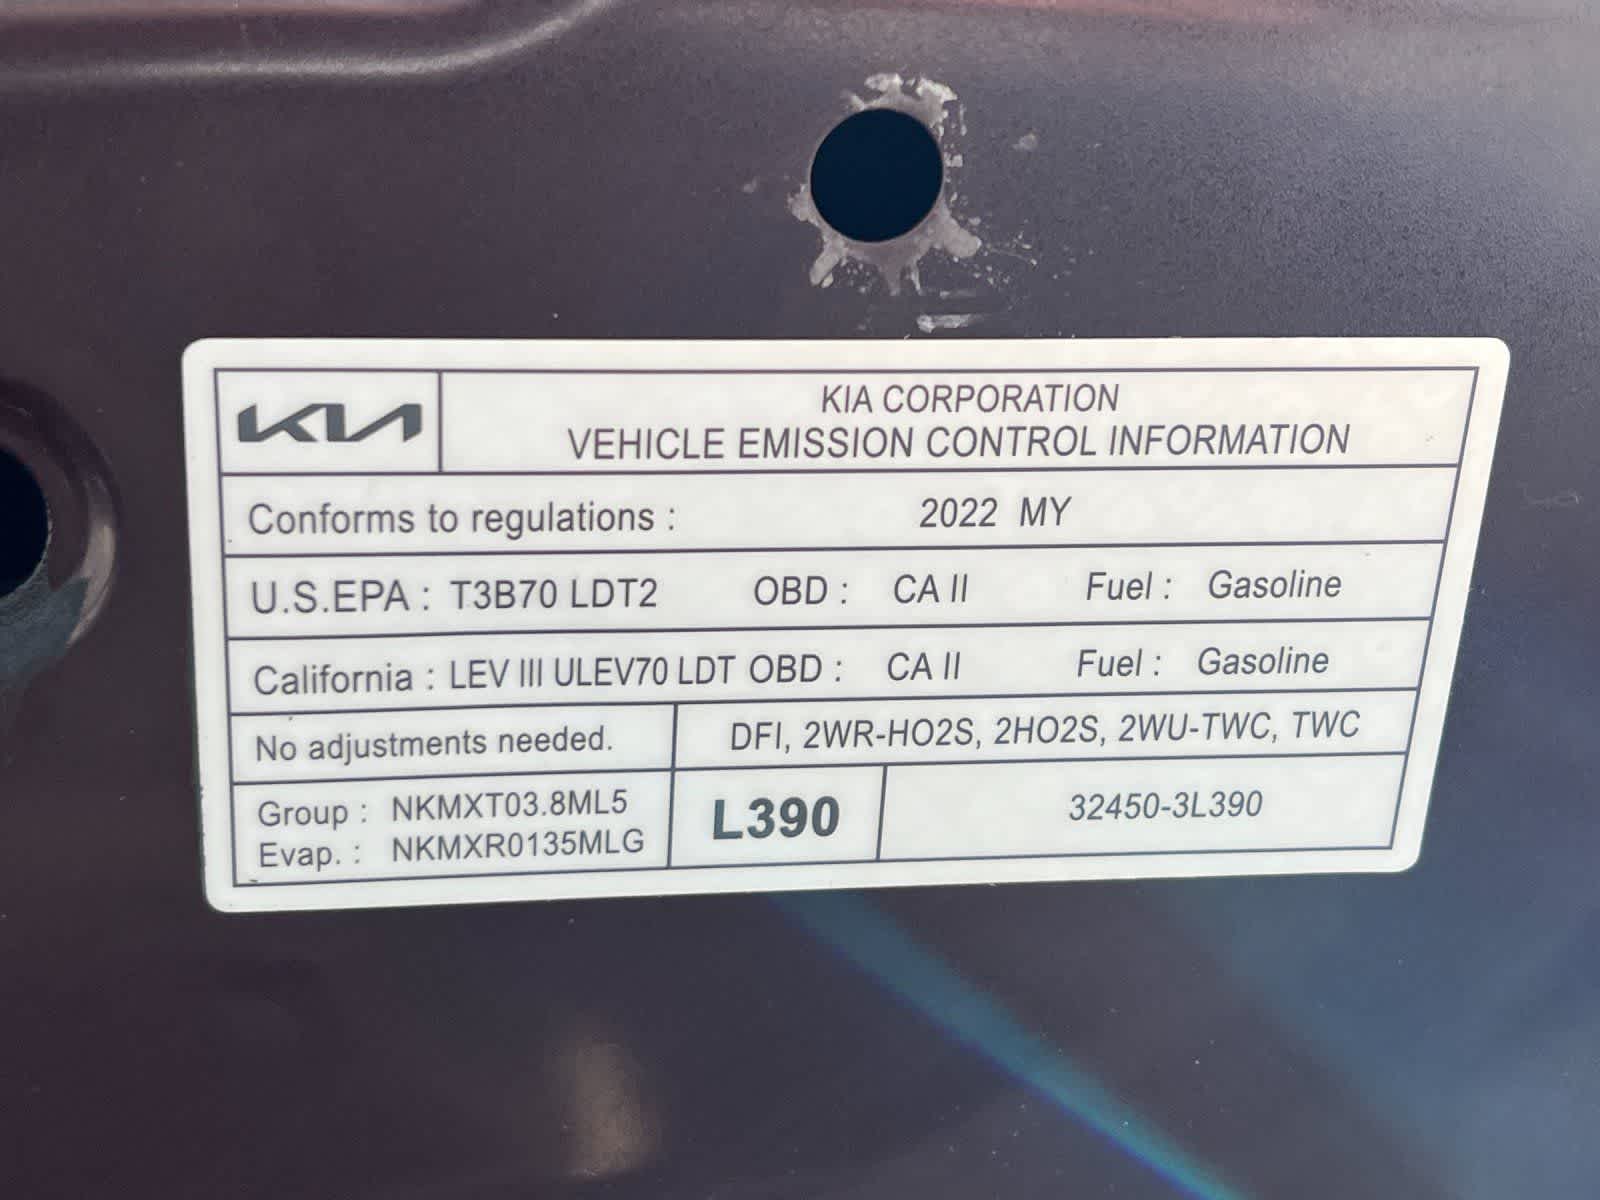 KIA
KIA CORPORATION
VEHICLE EMISSION CONTROL INFORMATION
Conforms to regulations : 2022 MY
U.S.EPA : T3B70 LDT2 OBD : CA II Fuel : Gasoline
California : LEV III ULEV70 LDT OBD : CA II Fuel : Gasoline
No adjustments needed. DFI, 2WR-HO2S, 2HO2S, 2WU-TWC, TWC
Group : NKMXT03.8ML5
Evap. : NKMXR0135MLG
L390
32450-3L390